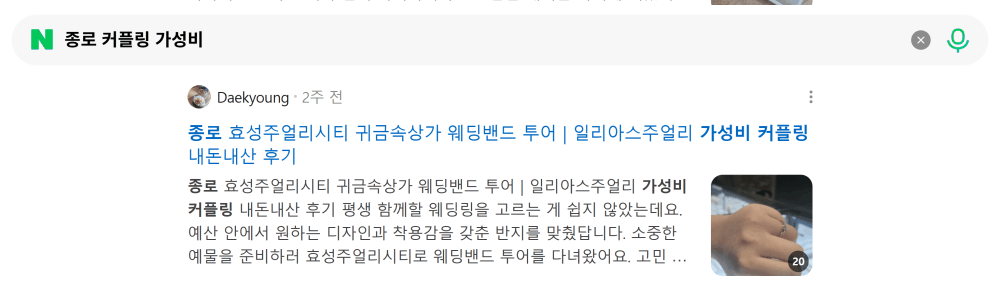 종로 커플링 가성비
Daekyoung · 2주 전
종로 효성주얼리시티 귀금속상가 웨딩밴드 투어 | 일리아스주얼리 가성비 커플링
내돈내산 후기
종로 효성주얼리시티 귀금속상가 웨딩밴드 투어 | 일리아스주얼리 가성비
커플링 내돈내산 후기 평생 함께할 웨딩링을 고르는 게 쉽지 않았는데요.
예산 안에서 원하는 디자인과 착용감을 갖춘 반지를 맞췄답니다. 소중한
예물을 준비하러 효성주얼리시티로 웨딩밴드 투어를 다녀왔어요. 고민 ...
20